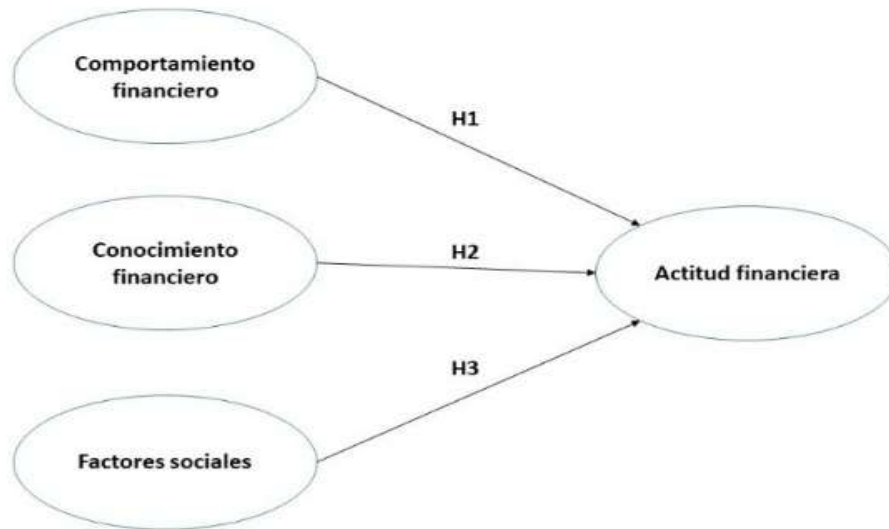 Comportamiento
financiero
H1
Conocimiento
financiero
H2
Actitud financiera
H3
Factores sociales